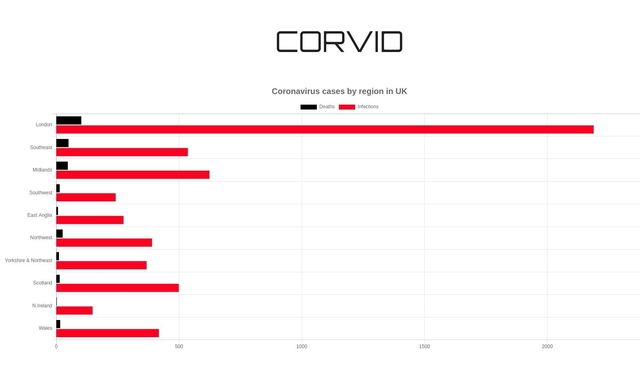 CORVID
Coronavirus cases by region in UK
Deaths Infections
London
Southeast
Midlands
Southwest
East Anglia
Northwest
Yorkshire & Northeast
Scotland
N.Ireland
Wales
0 500 1000 1500 2000